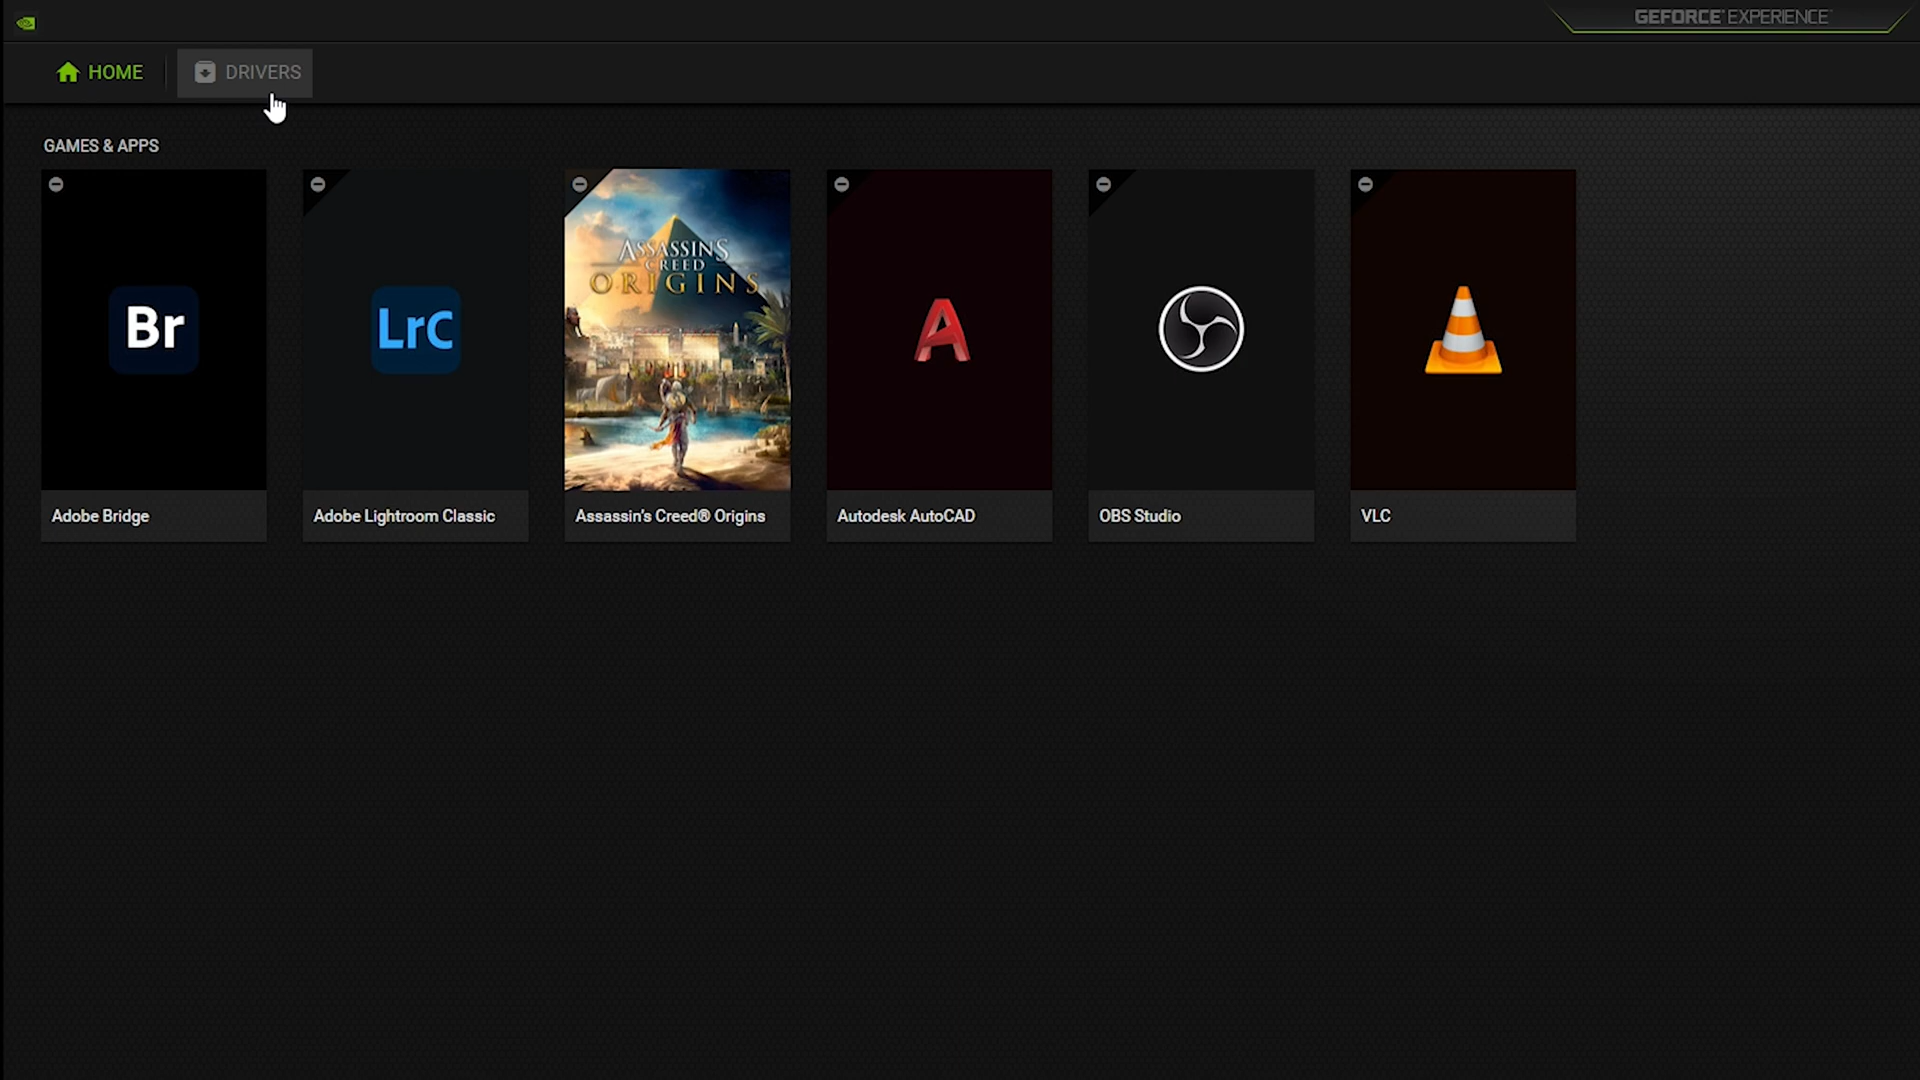 GEFORCE EXPERIENCE
HOME
DRIVERS
GAMES & APPS
Br
LrC
ASSASSIN'S
CREED
ORIGINS
Adobe Bridge
Adobe Lightroom Classic
Assassin's Creed® Origins
Autodesk AutoCAD
OBS Studio
VLC